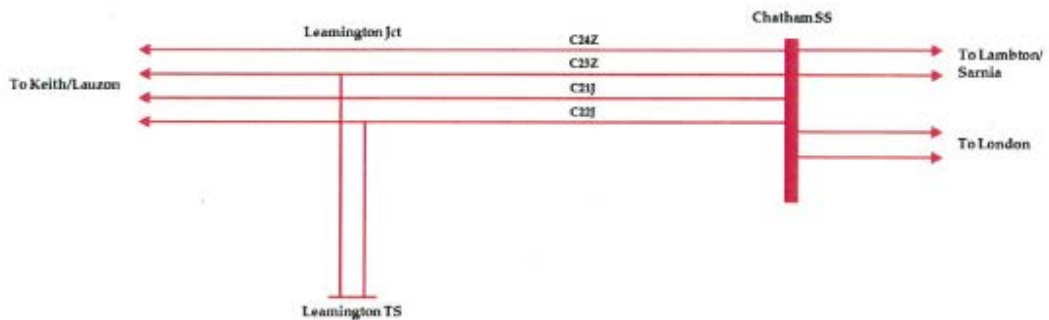 Chatham SS
Leamington Jct
C24Z
To Lambton/
Sarnia
C23Z
To Keith/Lauzon
C21J
C22J
To London
Leamington TS